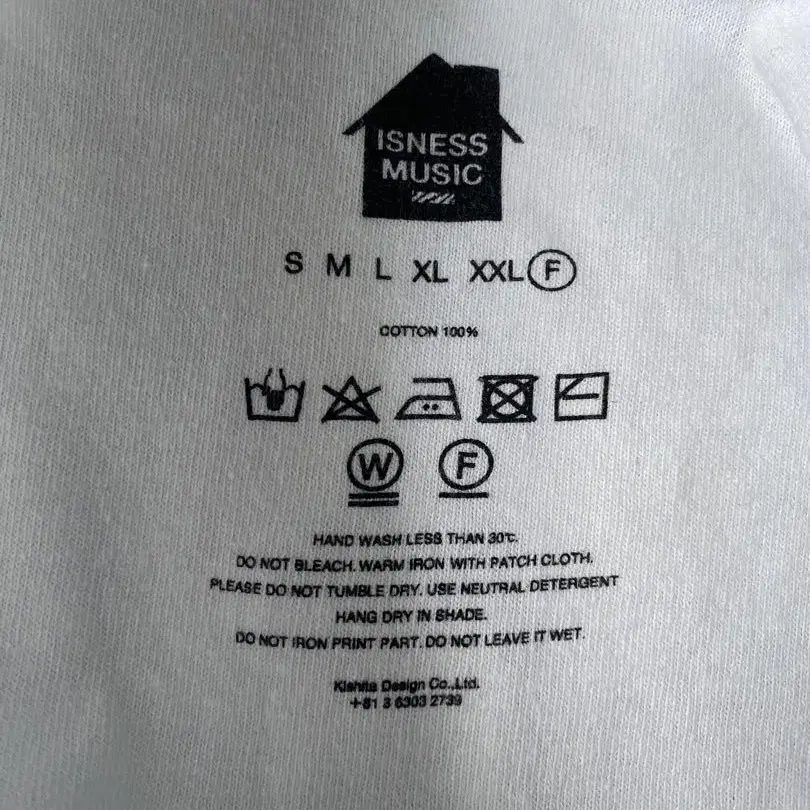 ISNESS
MUSIC
S M L XL XXL F
COTTON 100%
W F
HAND WASH LESS THAN 30℃.
DO NOT BLEACH. WARM IRON WITH PATCH CLOTH.
PLEASE DO NOT TUMBLE DRY. USE NEUTRAL DETERGENT
HANG DRY IN SHADE.
DO NOT IRON PRINT PART. DO NOT LEAVE IT WET.
Kishita Design Co.,Ltd.
+81 3 6303 2739